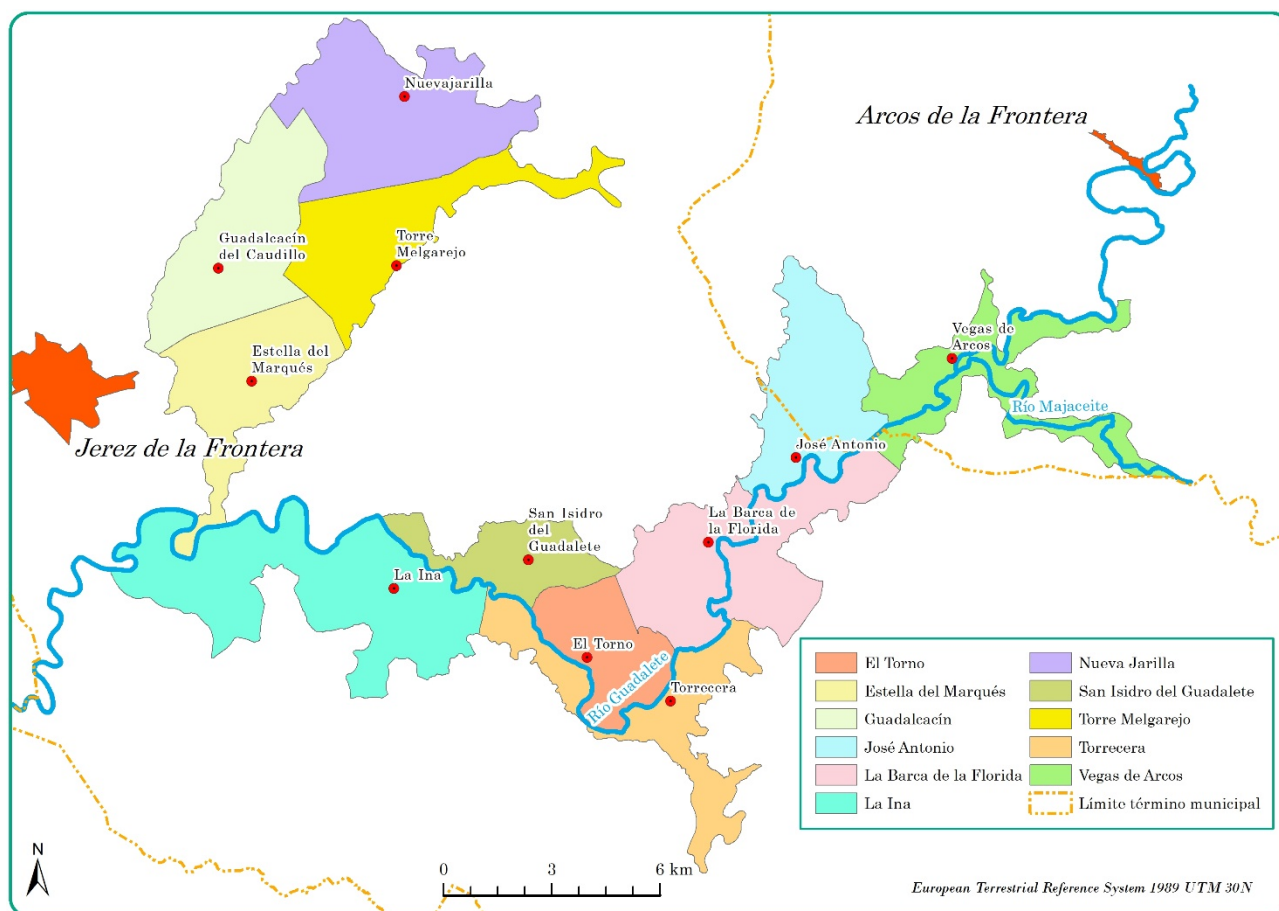 Nuevajarilla
Arcos de la Frontera
Guadalcacín
del Caudillo
Torre
Melgarejo
Estella del
Marqués
Vegas de
Arcos
Río Majaceite
Jerez de la Frontera
José Antonio
San Isidro
del
Guadalete
La Barca de
la Florida
La Ina
El Torno
Río Guadalete
Torrecera
El Torno
Estella del Marqués
Guadalcacín
José Antonio
La Barca de la Florida
La Ina
Nueva Jarilla
San Isidro del Guadalete
Torre Melgarejo
Torrecera
Vegas de Arcos
Límite término municipal
N
0 3 6 km
European Terrestrial Reference System 1989 UTM 30N